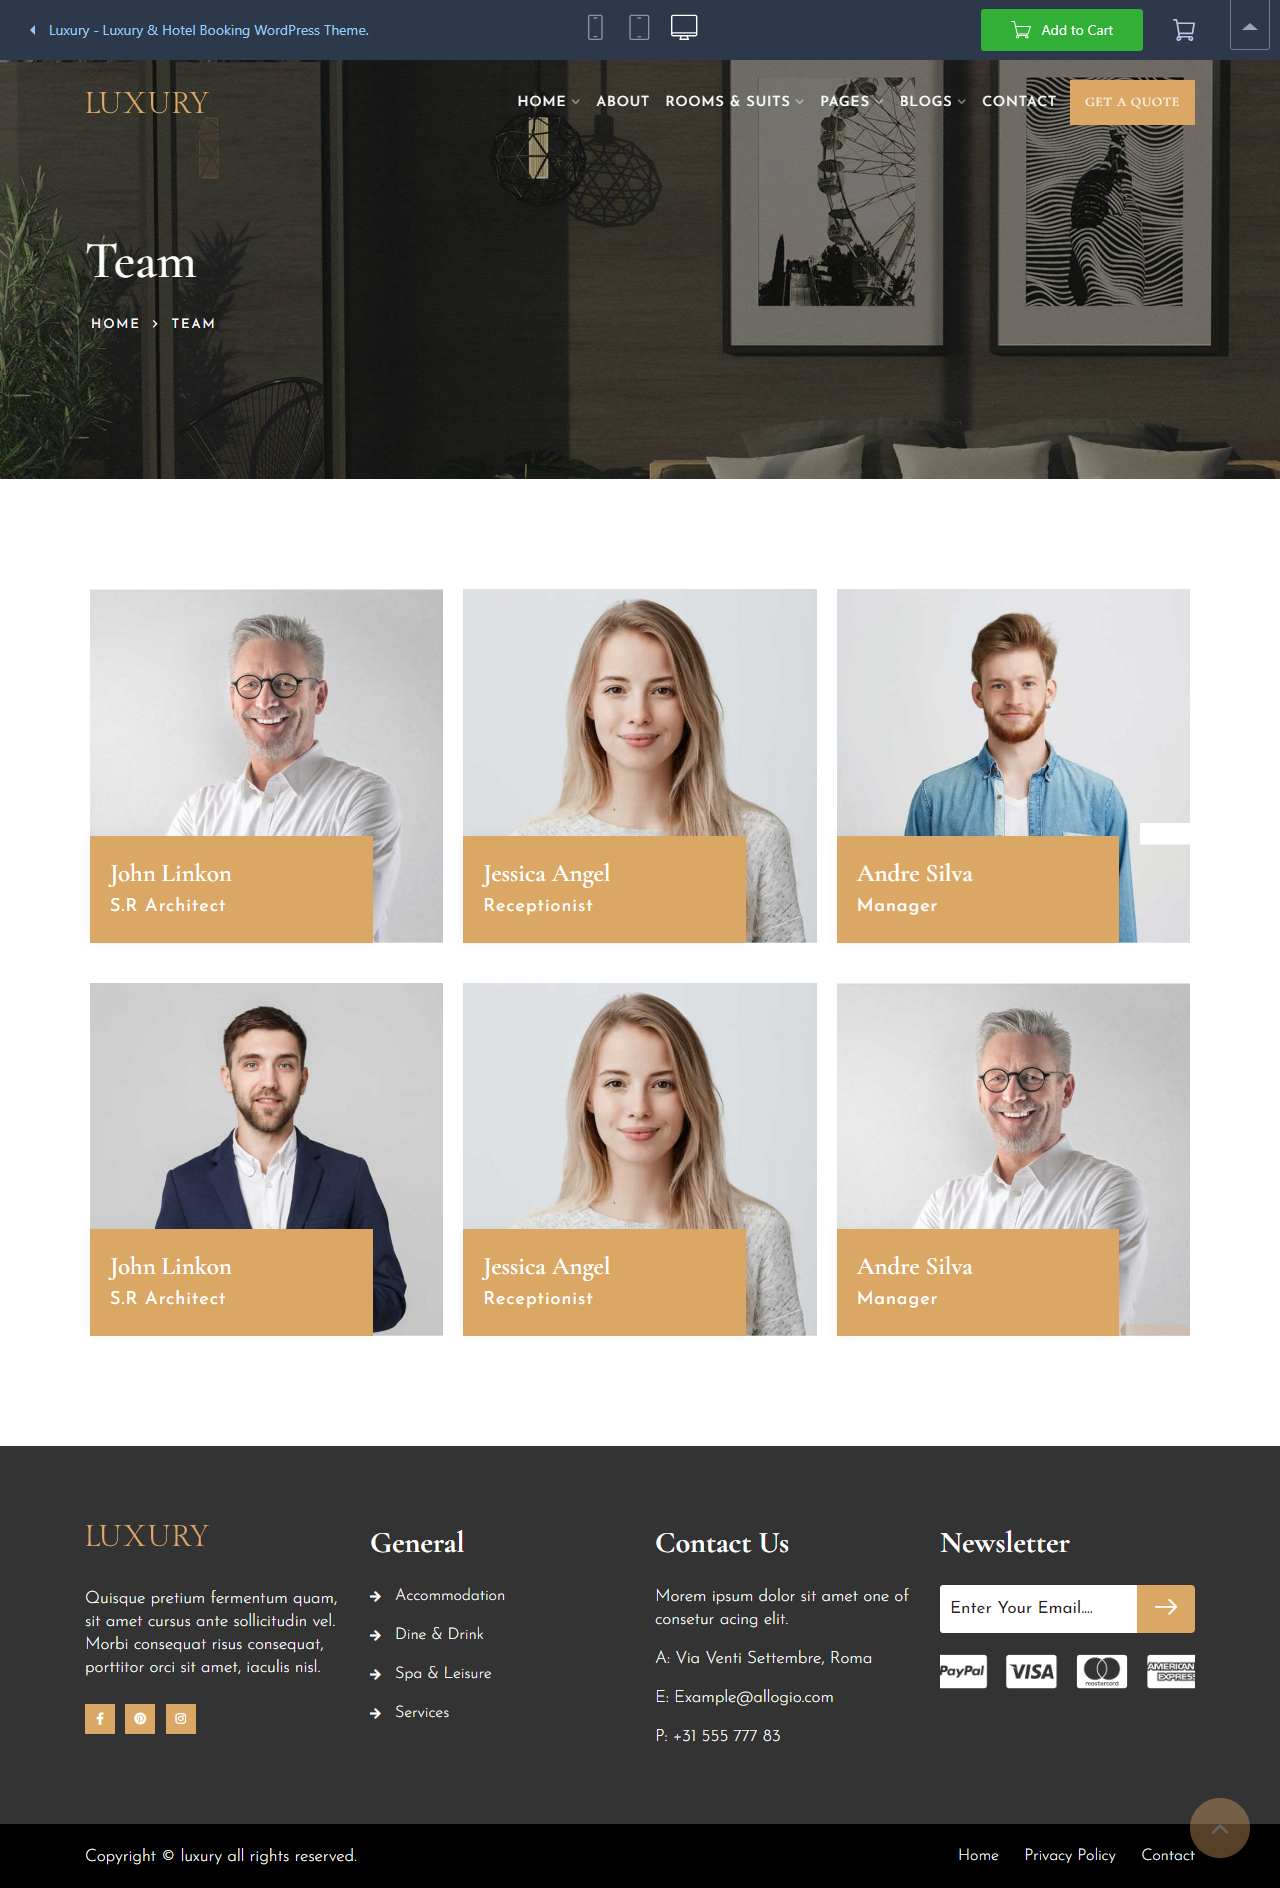 Luxury - Luxury & Hotel Booking WordPress Theme.
Add to Cart
LUXURY
HOME ABOUT ROOMS & SUITS PAGES BLOGS CONTACT GET A QUOTE
Team
HOME > TEAM
John Linkon
S.R Architect
Jessica Angel
Receptionist
Andre Silva
Manager
John Linkon
S.R Architect
Jessica Angel
Receptionist
Andre Silva
Manager
LUXURY
Quisque pretium fermentum quam,
sit amet cursus ante sollicitudin vel.
Morbi consequat risus consequat,
porttitor orci sit amet, iaculis nisl.
General
Accommodation
Dine & Drink
Spa & Leisure
Services
Contact Us
Morem ipsum dolor sit amet one of
consetur acing elit.
A: Via Venti Settembre, Roma
E: Example@allogio.com
P: +31 555 777 83
Newsletter
Enter Your Email....
PayPal VISA mastercard AMERICAN EXPRESS
Copyright © luxury all rights reserved.
Home Privacy Policy Contact